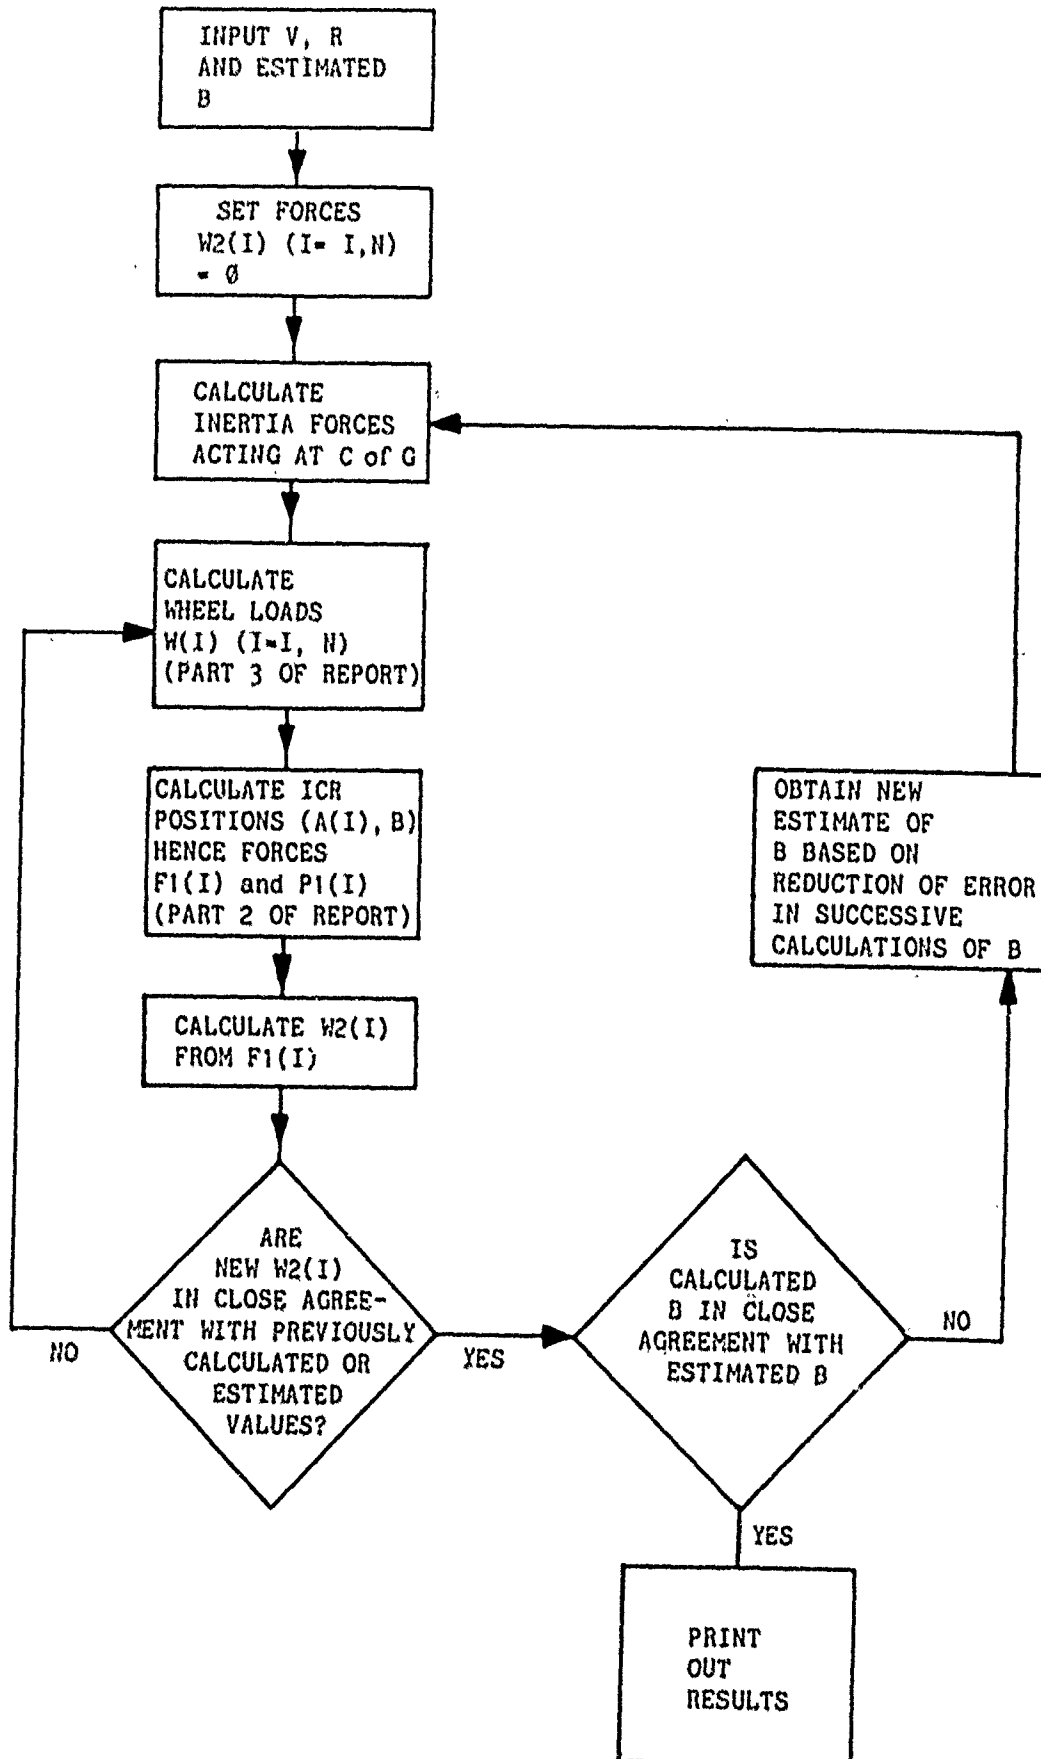 INPUT V, R
AND ESTIMATED
B
SET FORCES
W2(I) (I= I,N)
= Ø
CALCULATE
INERTIA FORCES
ACTING AT C of G
CALCULATE
WHEEL LOADS
W(I) (I=I, N)
(PART 3 OF REPORT)
CALCULATE ICR
POSITIONS (A(I), B)
HENCE FORCES
F1(I) and P1(I)
(PART 2 OF REPORT)
CALCULATE W2(I)
FROM F1(I)
ARE
NEW W2(I)
IN CLOSE AGREE-
MENT WITH PREVIOUSLY
CALCULATED OR
ESTIMATED
VALUES?
NO
YES
IS
CALCULATED
B IN CLOSE
AGREEMENT WITH
ESTIMATED B
NO
YES
OBTAIN NEW
ESTIMATE OF
B BASED ON
REDUCTION OF ERROR
IN SUCCESSIVE
CALCULATIONS OF B
PRINT
OUT
RESULTS